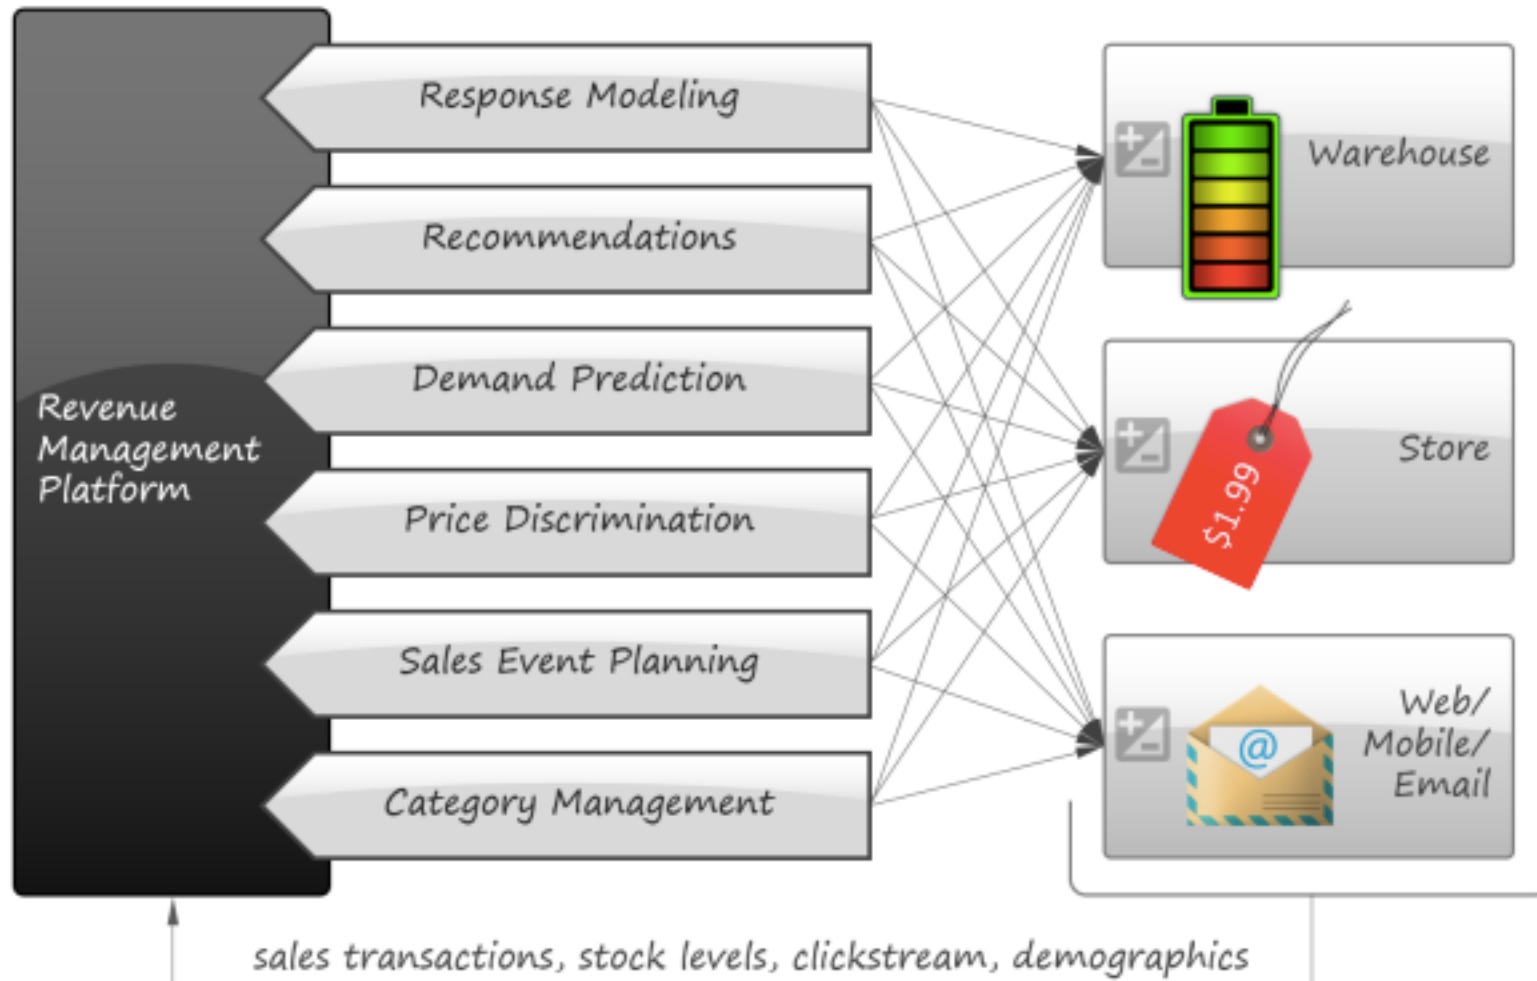 Revenue
Management
Platform
Response Modeling
Recommendations
Demand Prediction
Price Discrimination
Sales Event Planning
Category Management
Warehouse
$1.99
Store
@
Web/
Mobile/
Email
sales transactions, stock levels, clickstream, demographics